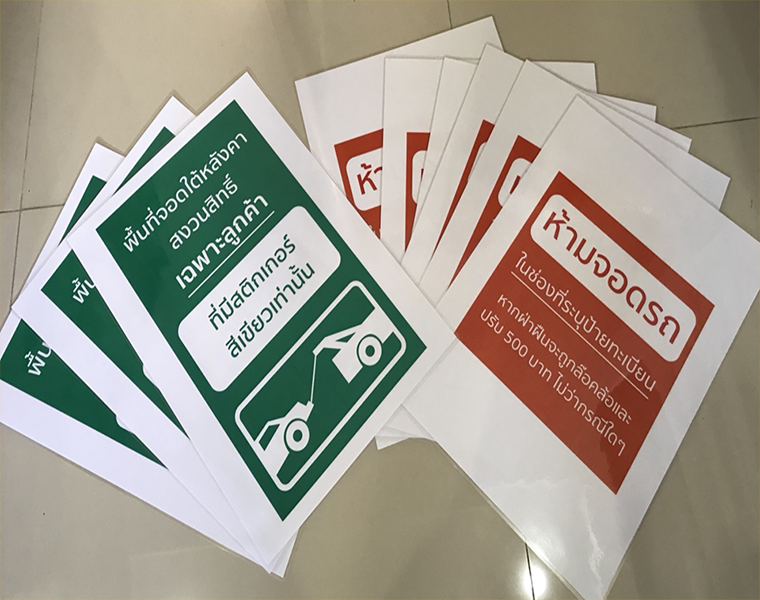 พื้นที่จอดใต้หลังคา
สงวนสิทธิ์
เฉพาะลูกค้า
ที่มีสติกเกอร์
สีเขียวเท่านั้น
ห้ามจอดรถ
ในช่องที่ระบุป้ายทะเบียน
หากฝ่าฝืนจะถูกล๊อคล้อและ
ปรับ 500 บาท ไม่ว่ากรณีใดๆ
พื้น
พื้น
ห้